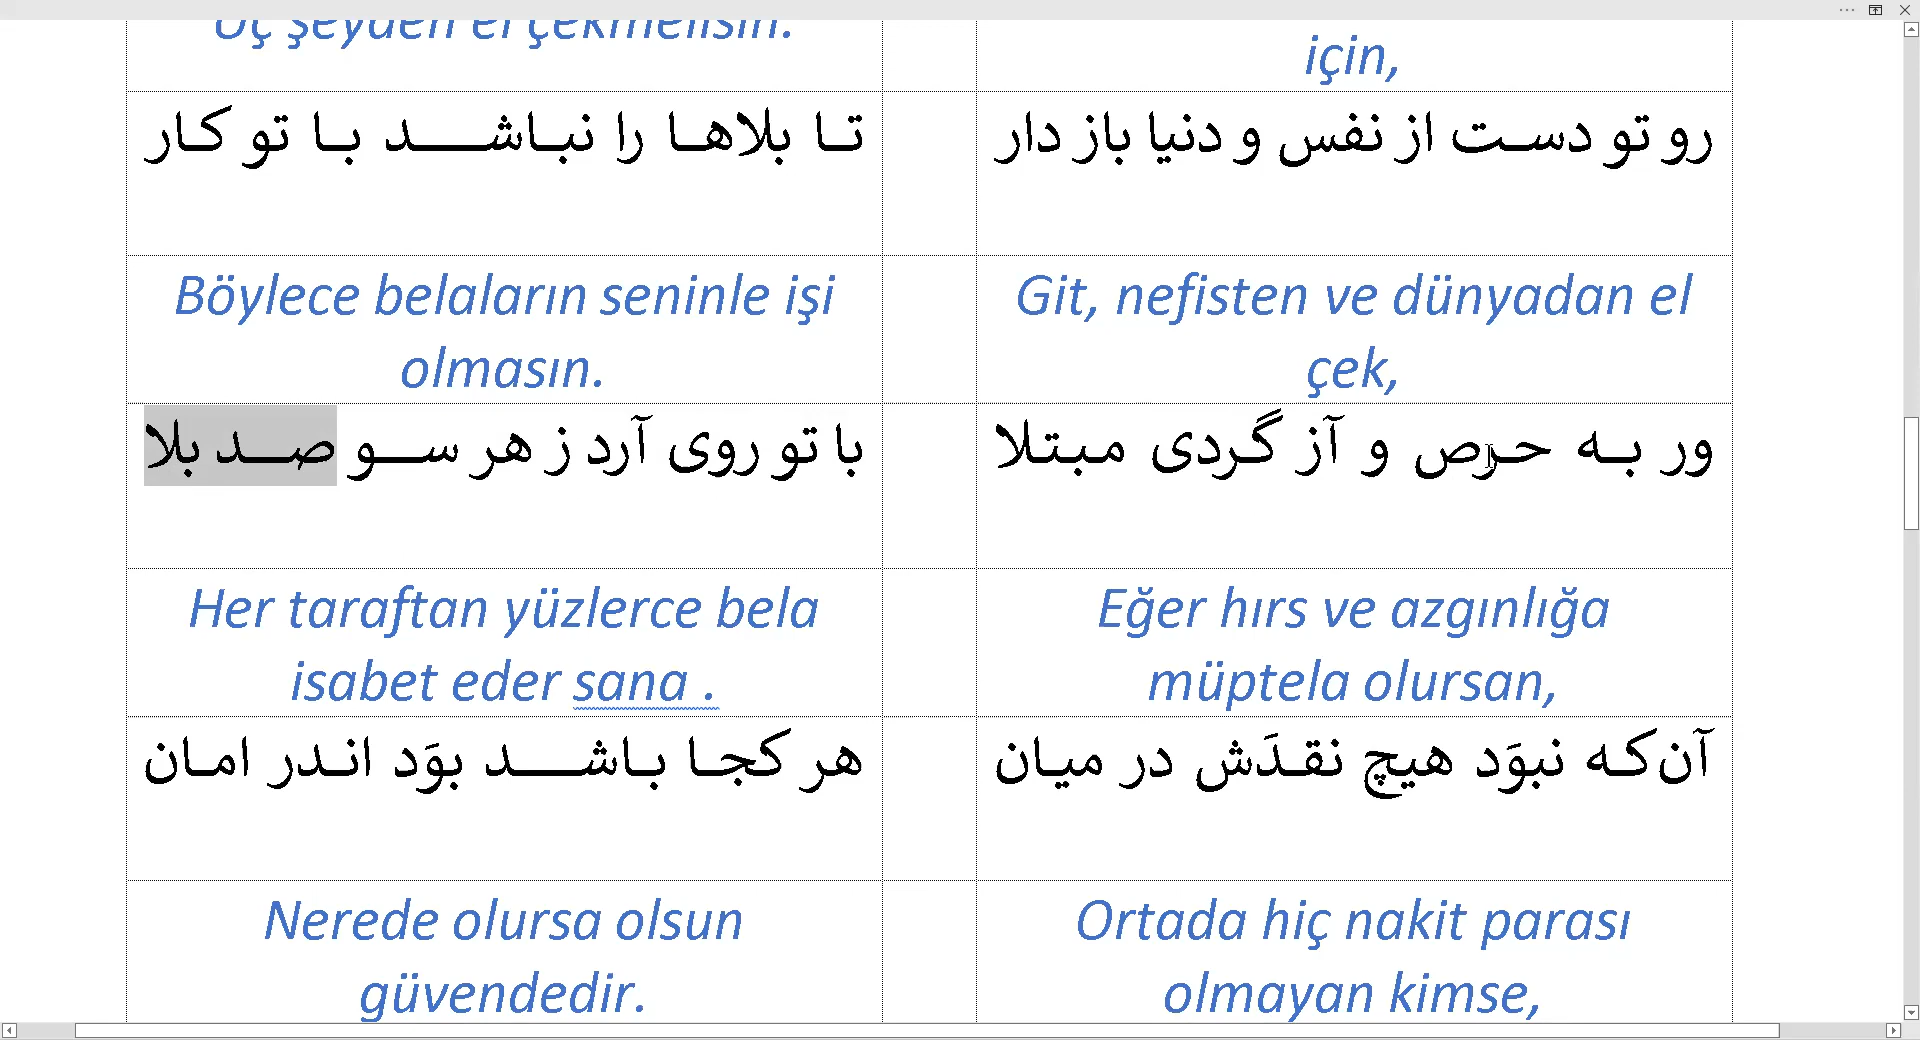 için,
Üç şeyden el çekmelisin.
رو تو دست از نفس و دنیا باز دار
تا بلاها را نباشد با تو کار
Git, nefisten ve dünyadan el
çek,
Böylece belaların seninle işi
olmasın.
ور به حرص و آز گردی مبتلا
با تو روی آرد ز هر سو صد بلا
Eğer hırs ve azgınlığa
müptela olursan,
Her taraftan yüzlerce bela
isabet eder sana .
آن‌که نبوَد هیچ نقدَش در میان
هر کجا باشد بوَد اندر امان
Ortada hiç nakit parası
olmayan kimse,
Nerede olursa olsun
güvendedir.